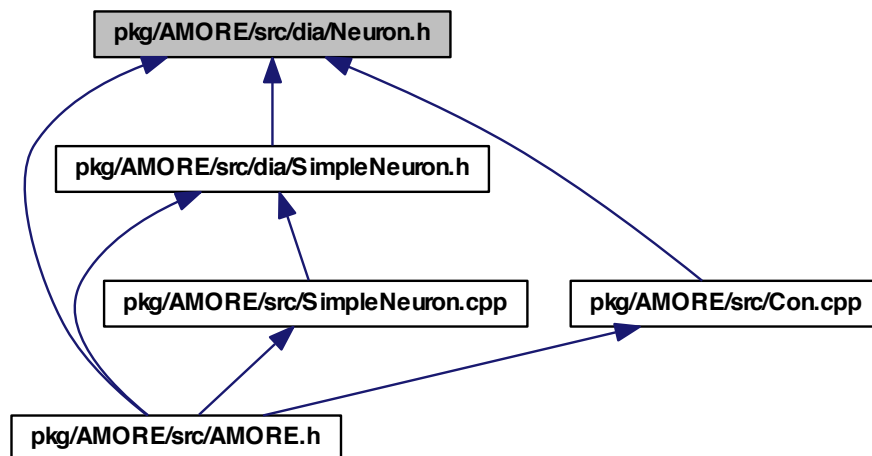 pkg/AMORE/src/dia/Neuron.h
pkg/AMORE/src/dia/SimpleNeuron.h
pkg/AMORE/src/SimpleNeuron.cpp
pkg/AMORE/src/Con.cpp
pkg/AMORE/src/AMORE.h